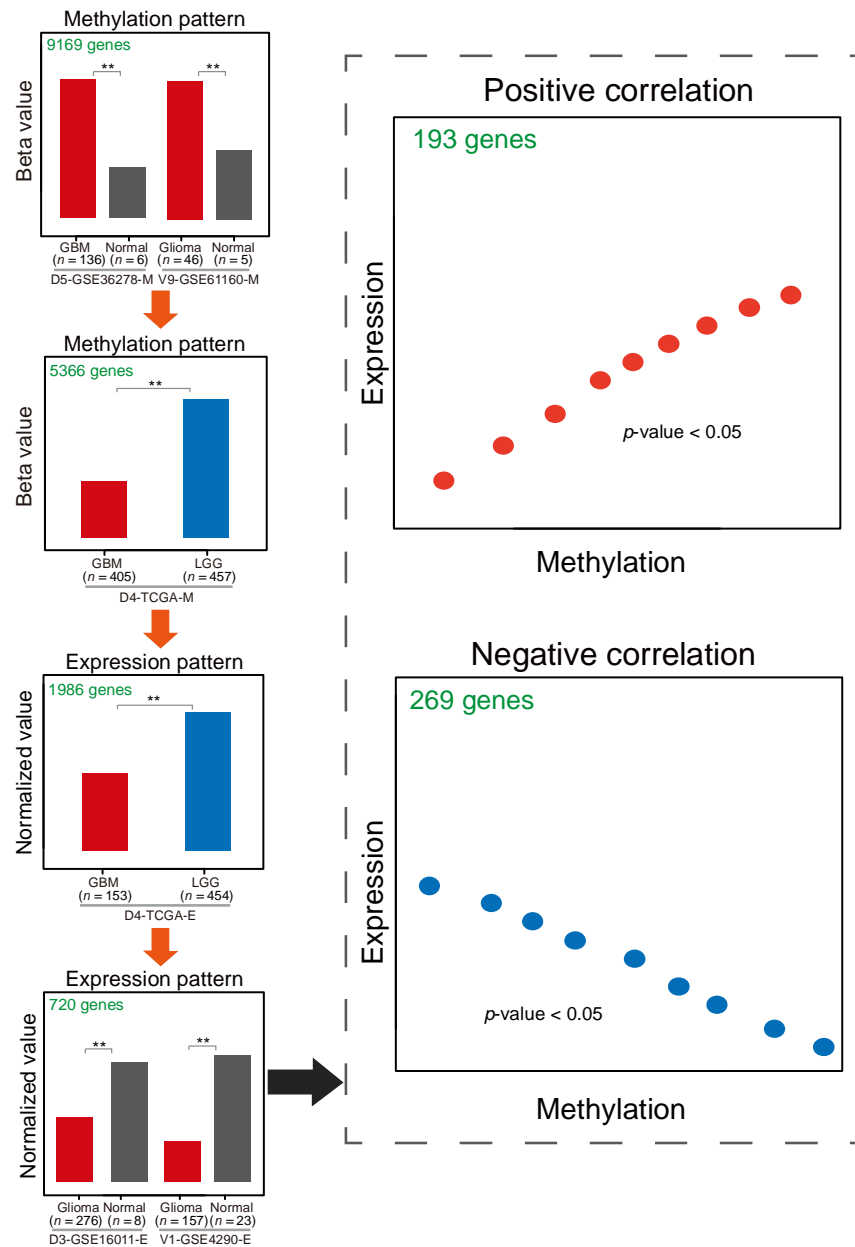 Methylation pattern
9169 genes
** **
Beta value
GBM Normal Glioma Normal
(n = 136) (n = 6) (n = 46) (n = 5)
D5-GSE36278-M V9-GSE61160-M
Methylation pattern
5366 genes
**
Beta value
GBM LGG
(n = 405) (n = 457)
D4-TCGA-M
Expression pattern
1986 genes
**
Normalized value
GBM LGG
(n = 153) (n = 454)
D4-TCGA-E
Expression pattern
720 genes
** **
Normalized value
Glioma Normal Glioma Normal
(n = 276) (n = 8) (n = 157) (n = 23)
D3-GSE16011-E V1-GSE4290-E
Positive correlation
193 genes
Expression
p-value < 0.05
Methylation
Negative correlation
269 genes
Expression
p-value < 0.05
Methylation